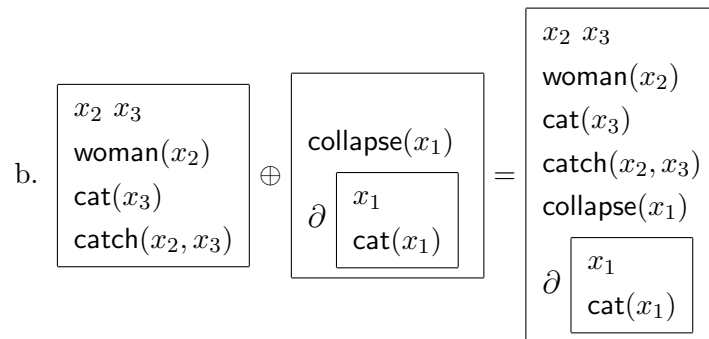 b.
x₂ x₃
woman(x₂)
cat(x₃)
catch(x₂, x₃)
⊕
collapse(x₁)
∂
x₁
cat(x₁)
=
x₂ x₃
woman(x₂)
cat(x₃)
catch(x₂, x₃)
collapse(x₁)
∂
x₁
cat(x₁)